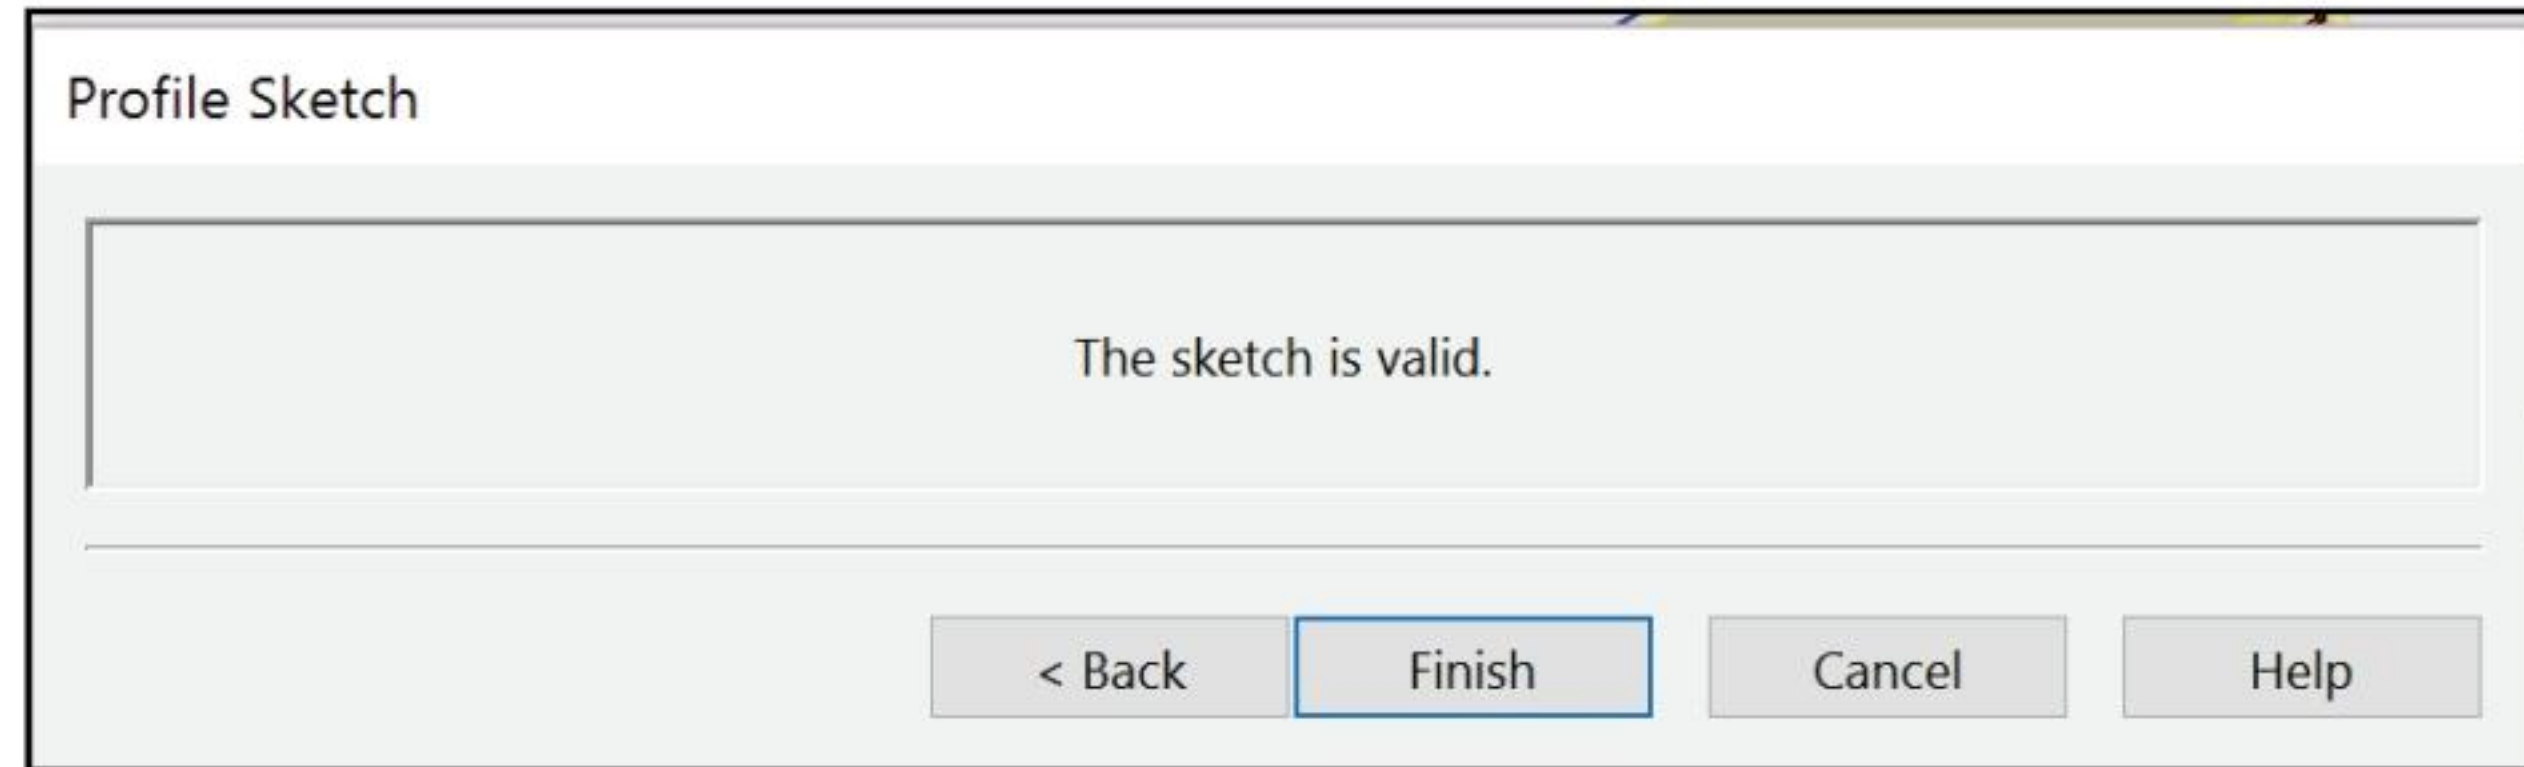 Profile Sketch
The sketch is valid.
< Back Finish Cancel Help